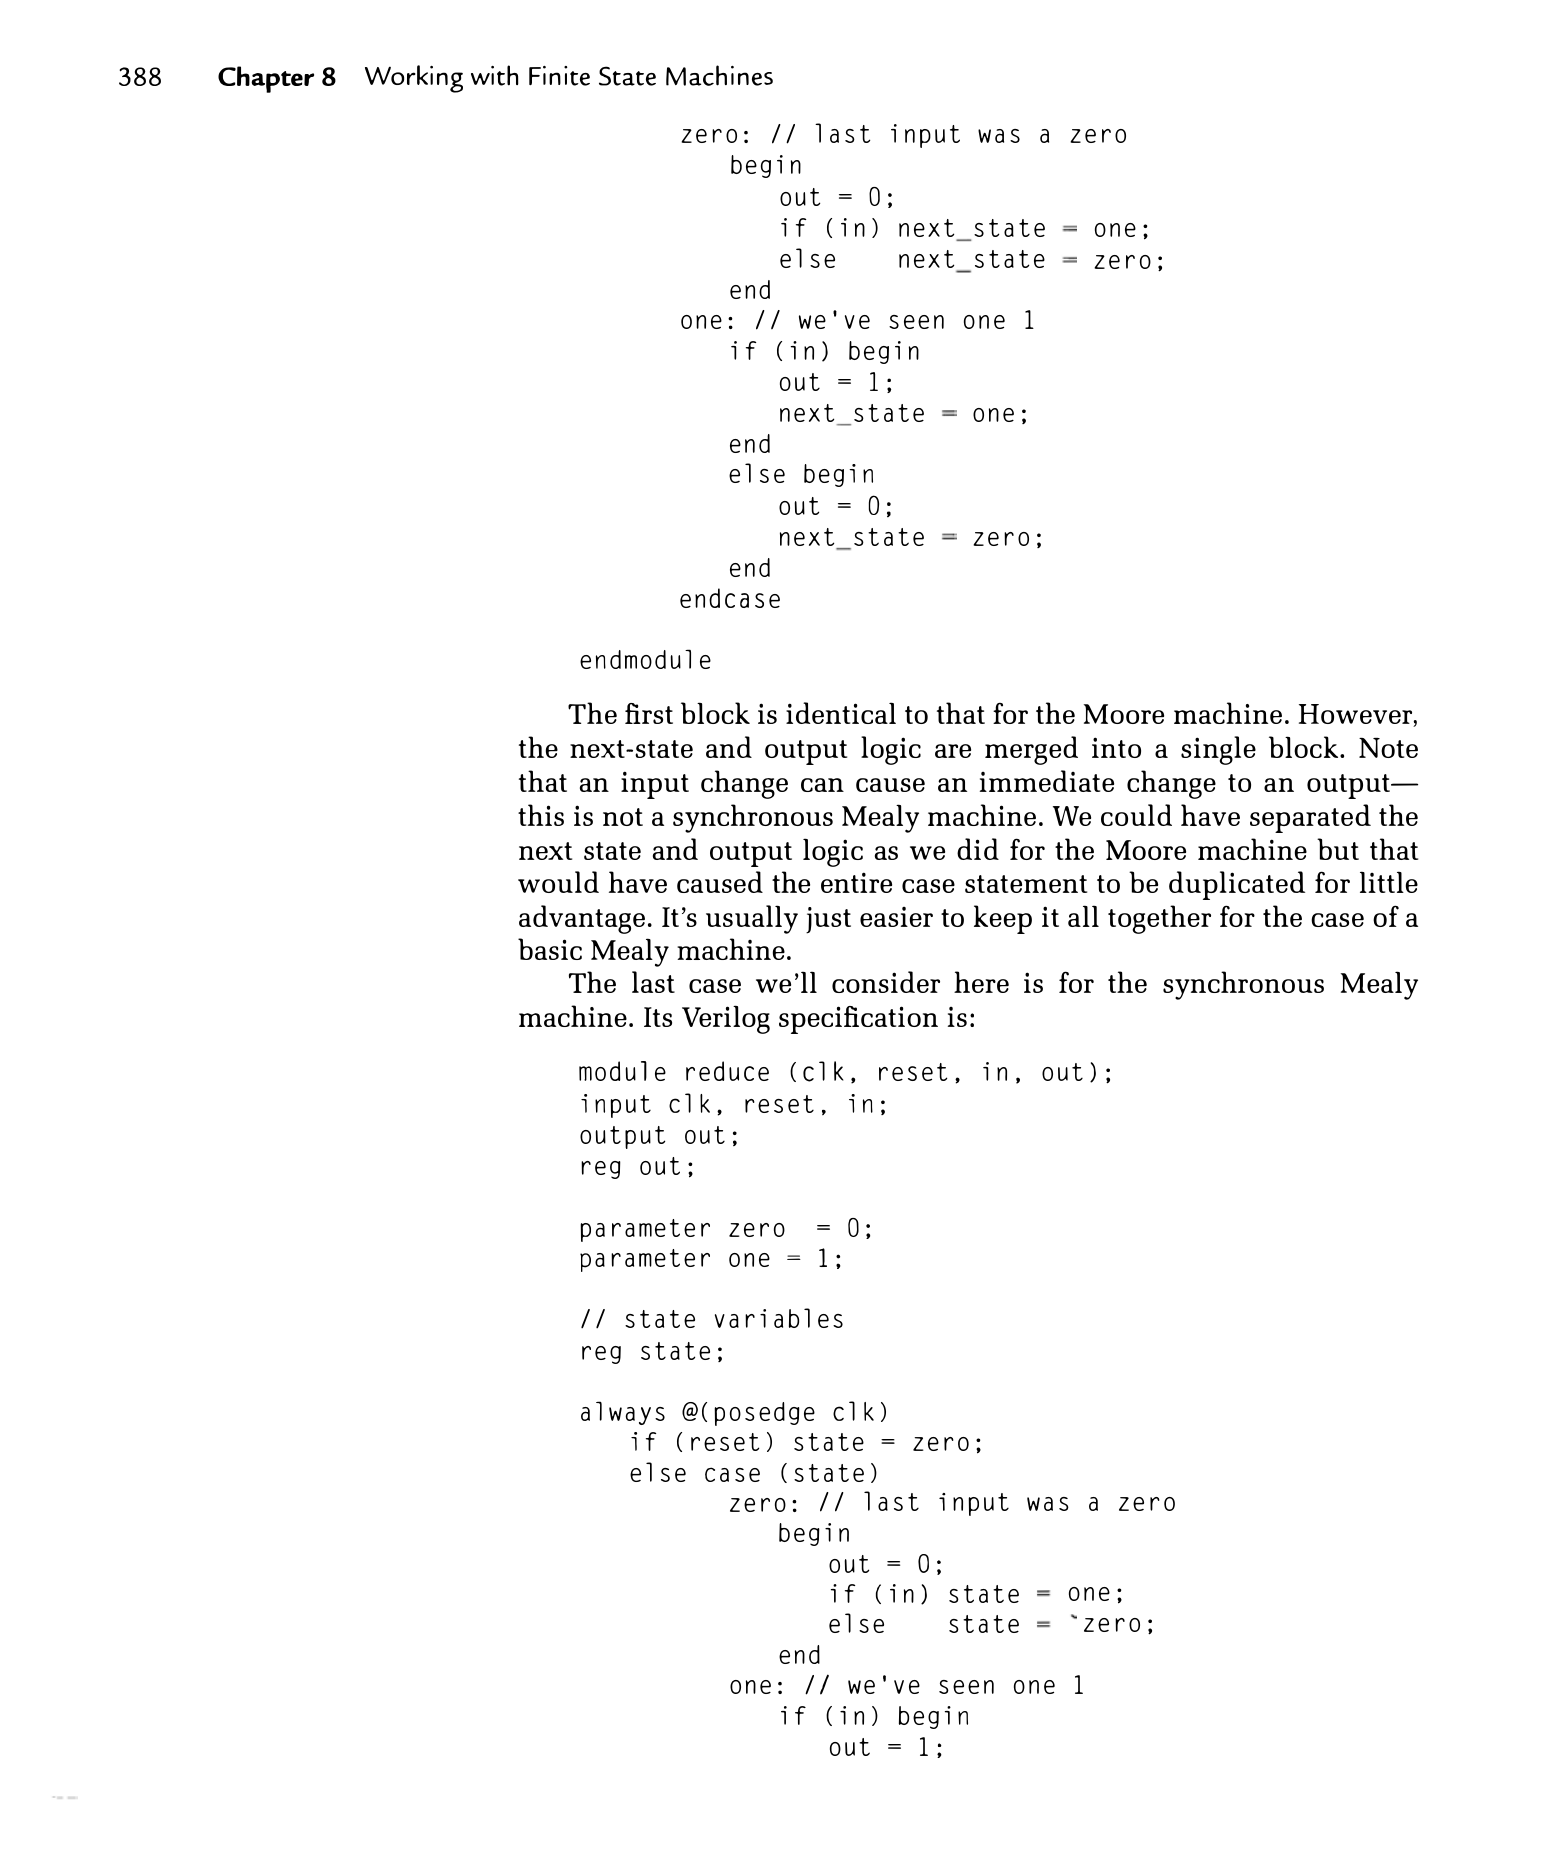 388 Chapter 8 Working with Finite State Machines
zero: // last input was a zero
begin
out = 0;
if (in) next_state = one;
else next_state = zero;
end
one: // we've seen one 1
if (in) begin
out = 1;
next_state = one;
end
else begin
out = 0;
next_state = zero;
end
endcase
endmodule
The first block is identical to that for the Moore machine. However,
the next-state and output logic are merged into a single block. Note
that an input change can cause an immediate change to an output—
this is not a synchronous Mealy machine. We could have separated the
next state and output logic as we did for the Moore machine but that
would have caused the entire case statement to be duplicated for little
advantage. It's usually just easier to keep it all together for the case of a
basic Mealy machine.
The last case we'll consider here is for the synchronous Mealy
machine. Its Verilog specification is:
module reduce (clk, reset, in, out);
input clk, reset, in;
output out;
reg out;
parameter zero = 0;
parameter one = 1;
// state variables
reg state;
always @(posedge clk)
if (reset) state = zero;
else case (state)
zero: // last input was a zero
begin
out = 0;
if (in) state = one;
else state = `zero;
end
one: // we've seen one 1
if (in) begin
out = 1;